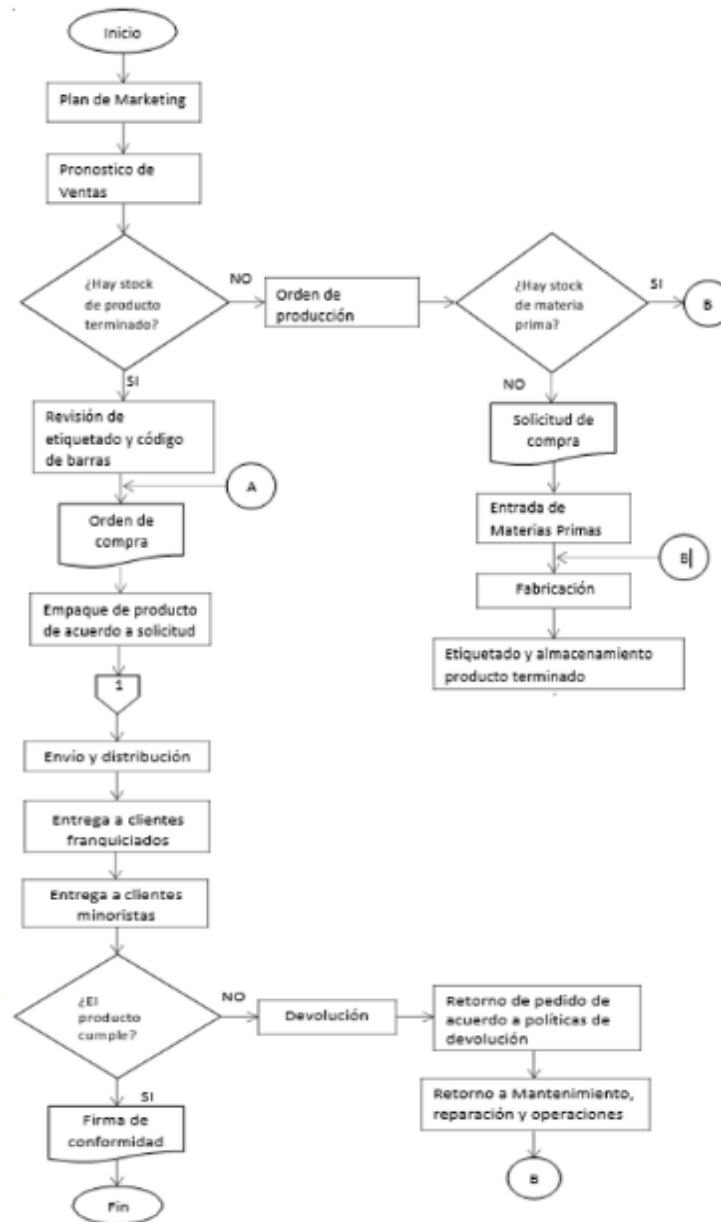 Inicio
Plan de Marketing
Pronostico de
Ventas
¿Hay stock
de producto
terminado?
NO
Orden de
producción
¿Hay stock
de materia
prima?
SI
B
SI
NO
Revisión de
etiquetado y código
de barras
Solicitud de
compra
A
Orden de
compra
Entrada de
Materias Primas
B
Fabricación
Empaque de producto
de acuerdo a solicitud
Etiquetado y almacenamiento
producto terminado
1
Envio y distribución
Entrega a clientes
franquiciados
Entrega a clientes
minoristas
¿El
producto
cumple?
NO
Devolución
Retorno de pedido de
acuerdo a políticas de
devolución
SI
Retorno a Mantenimiento,
reparación y operaciones
Firma de
conformidad
B
Fin